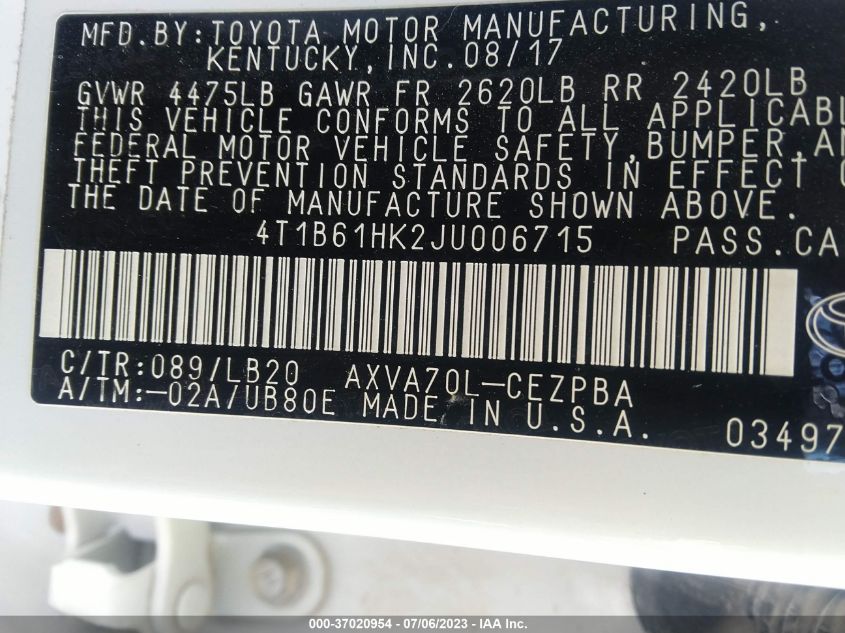 MFD.BY:TOYOTA MOTOR MANUFACTURING,
KENTUCKY,INC.08/17
GVWR 4475LB GAWR FR 2620LB RR 2420LB
THIS VEHICLE CONFORMS TO ALL APPLICABL
FEDERAL MOTOR VEHICLE SAFETY,BUMPER,AN
THEFT PREVENTION STANDARDS IN EFFECT O
THE DATE OF MANUFACTURE SHOWN ABOVE.
4T1B61HK2JU006715 PASS.CA
C/TR:089/LB20 AXVA70L-CEZPBA
A/TM:-02A/UB80E MADE IN U.S.A. 03497
000-37020954 - 07/06/2023 - IAA Inc.